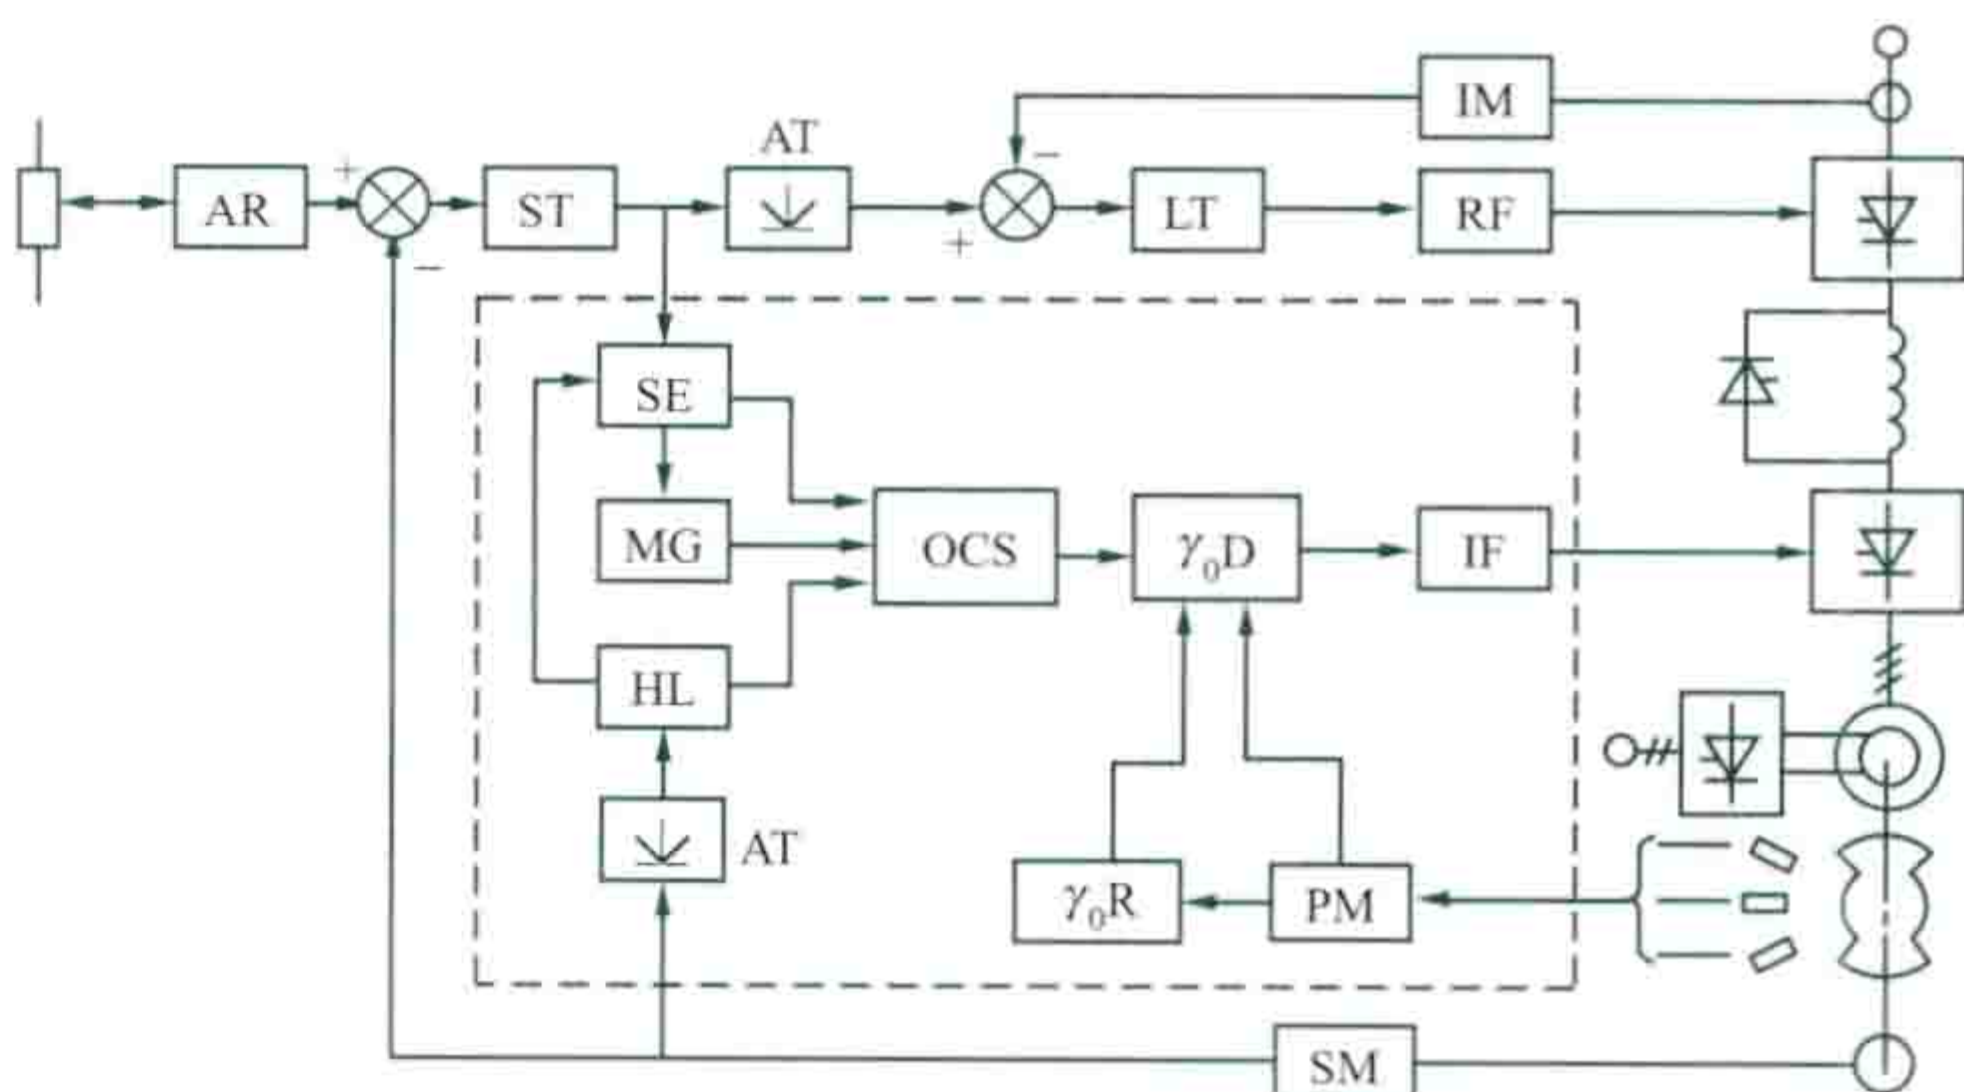 IM
AT
+
−
AR
ST
LT
RF
−
+
SE
MG
OCS
γ₀D
IF
HL
AT
γ₀R
PM
SM